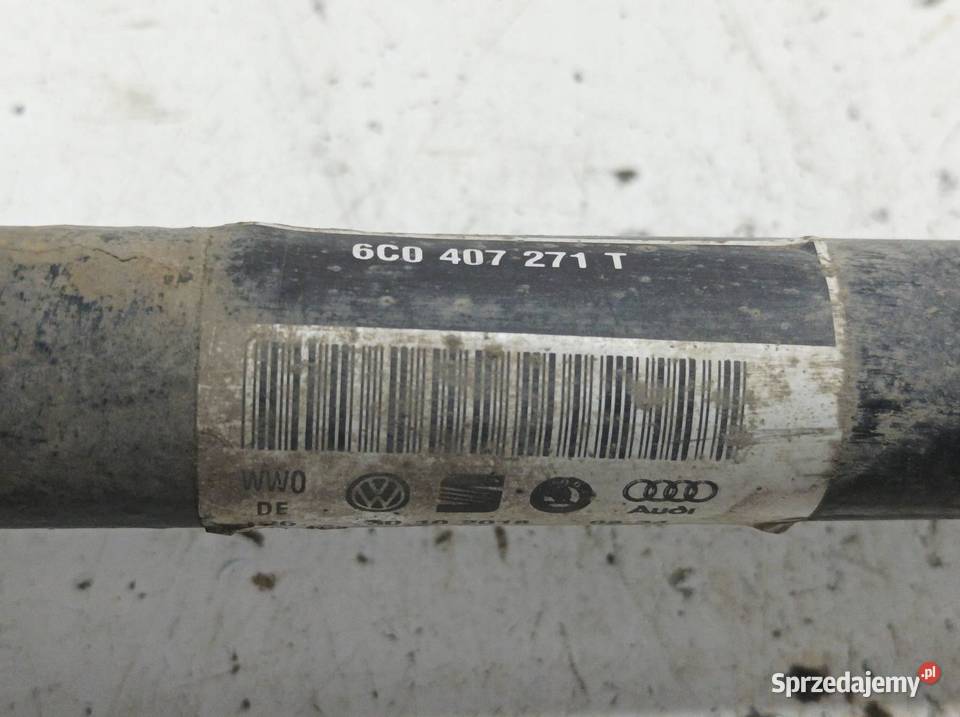 6C0 407 271 T
WW0
DE
Audi
Sprzedajemy.pl